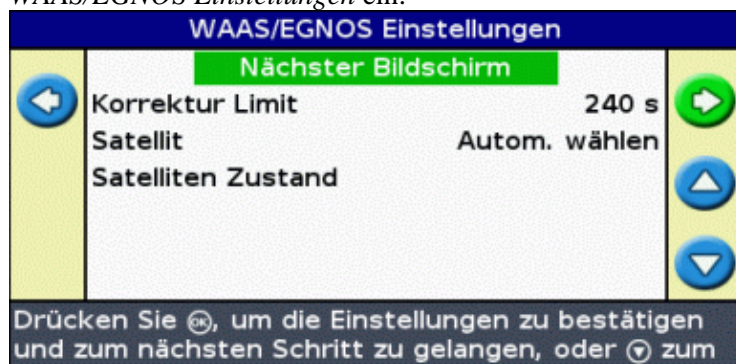 WAAS/EGNOS Einstellungen ein:
WAAS/EGNOS Einstellungen
Nächster Bildschirm
Korrektur Limit 240 s
Satellit Autom. wählen
Satelliten Zustand
Drücken Sie OK, um die Einstellungen zu bestätigen
und zum nächsten Schritt zu gelangen, oder zum